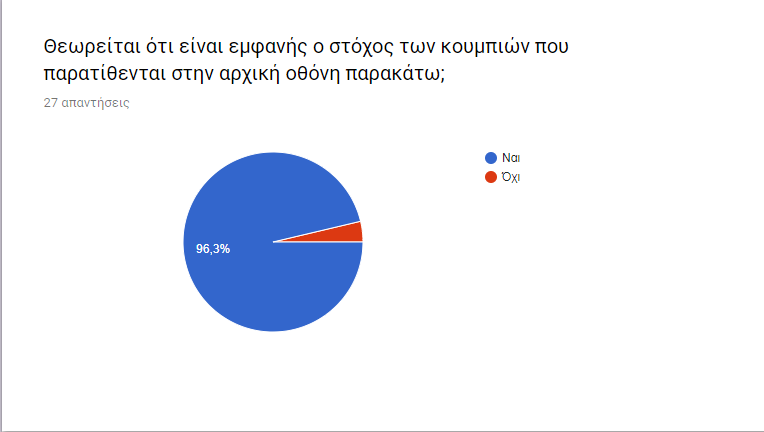 Θεωρείται ότι είναι εμφανής ο στόχος των κουμπιών που
παρατίθενται στην αρχική οθόνη παρακάτω;
27 απαντήσεις
Ναι
Όχι
96,3%